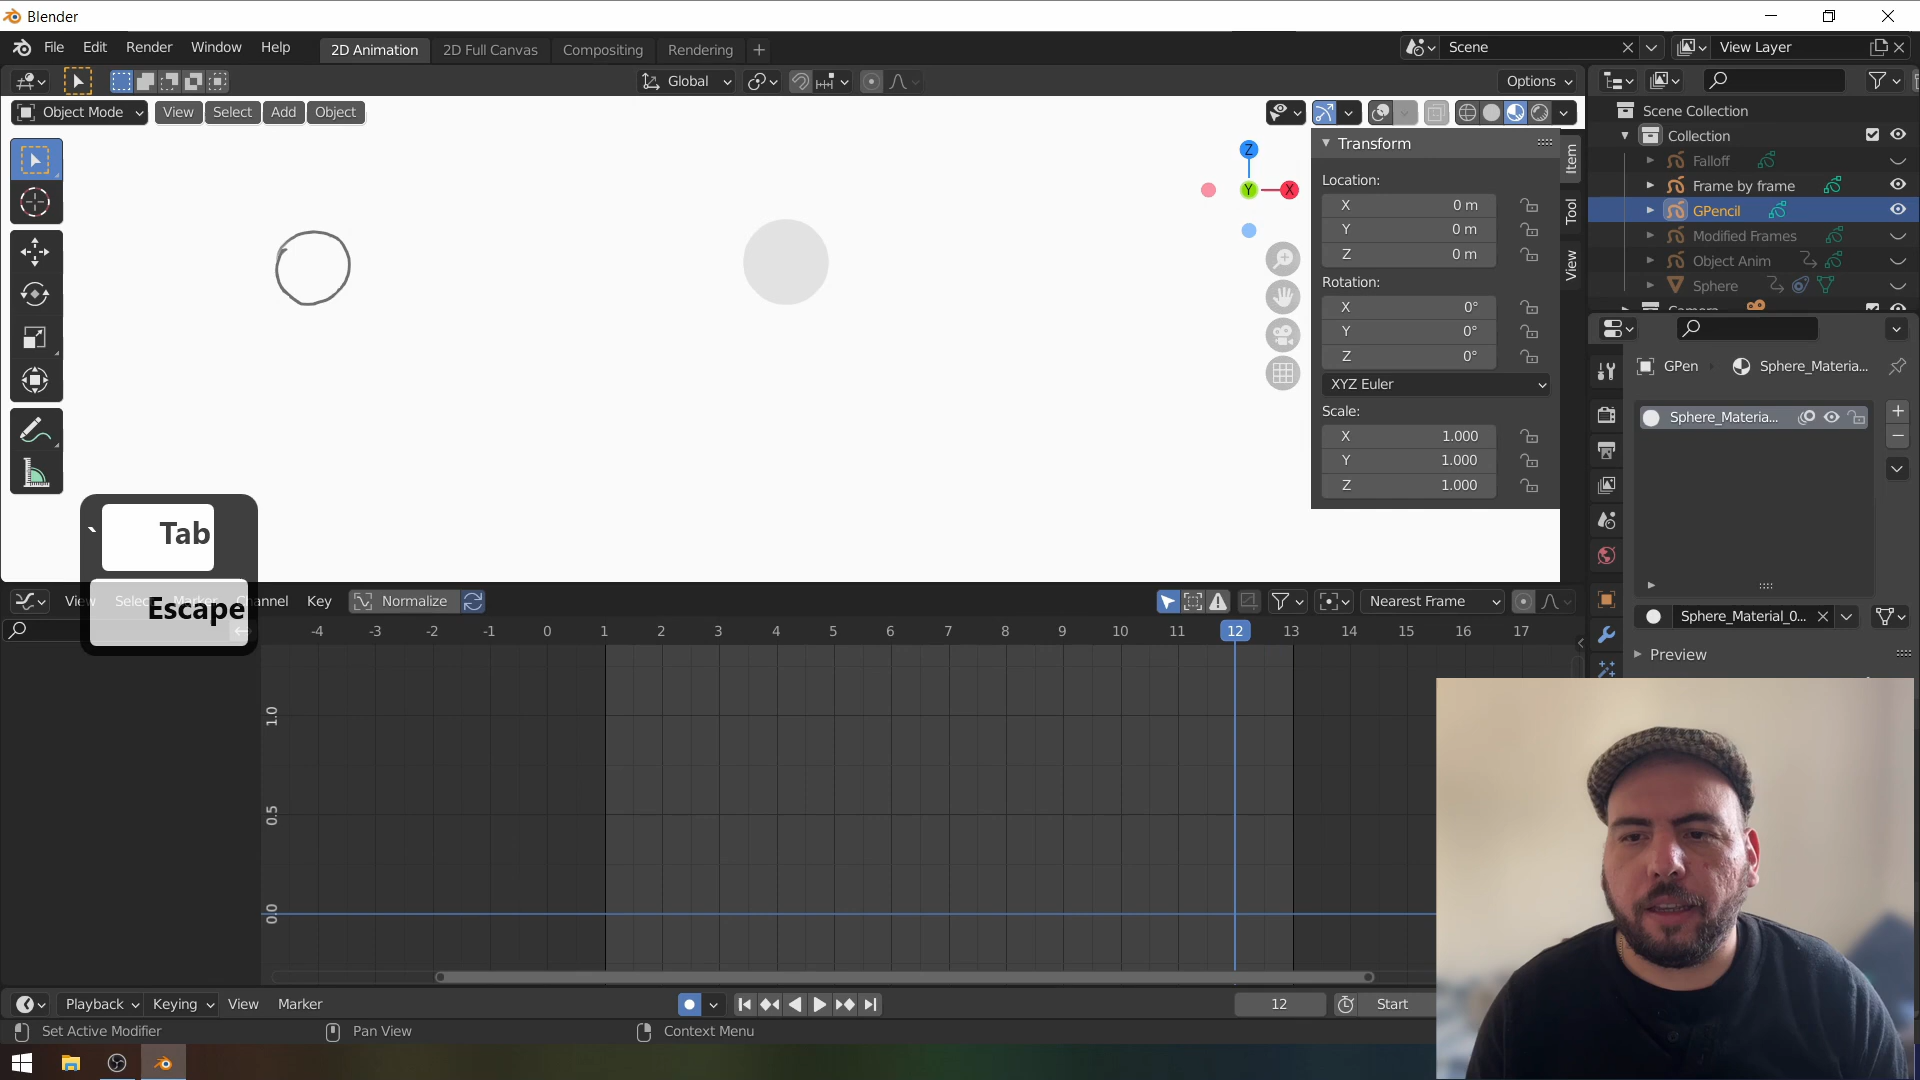 Blender
File Edit Render Window Help 2D Animation 2D Full Canvas Compositing Rendering + Scene View Layer
Global Options
Object Mode View Select Add Object
Transform
Location:
X 0 m
Y 0 m
Z 0 m
Rotation:
X 0°
Y 0°
Z 0°
XYZ Euler
Scale:
X 1.000
Y 1.000
Z 1.000
Item
Tool
View
Z
Y X
Scene Collection
Collection
Falloff
Frame by frame
GPencil
Modified Frames
Object Anim
Sphere
GPen Sphere_Materia...
Sphere_Materia...
Sphere_Material_0...
Preview
Tab
Escape
Select Marker Channel Key Normalize Nearest Frame
-4 -3 -2 -1 0 1 2 3 4 5 6 7 8 9 10 11 12 13 14 15 16 17
1.0
0.5
0.0
Playback Keying View Marker 12 Start
Set Active Modifier Pan View Context Menu